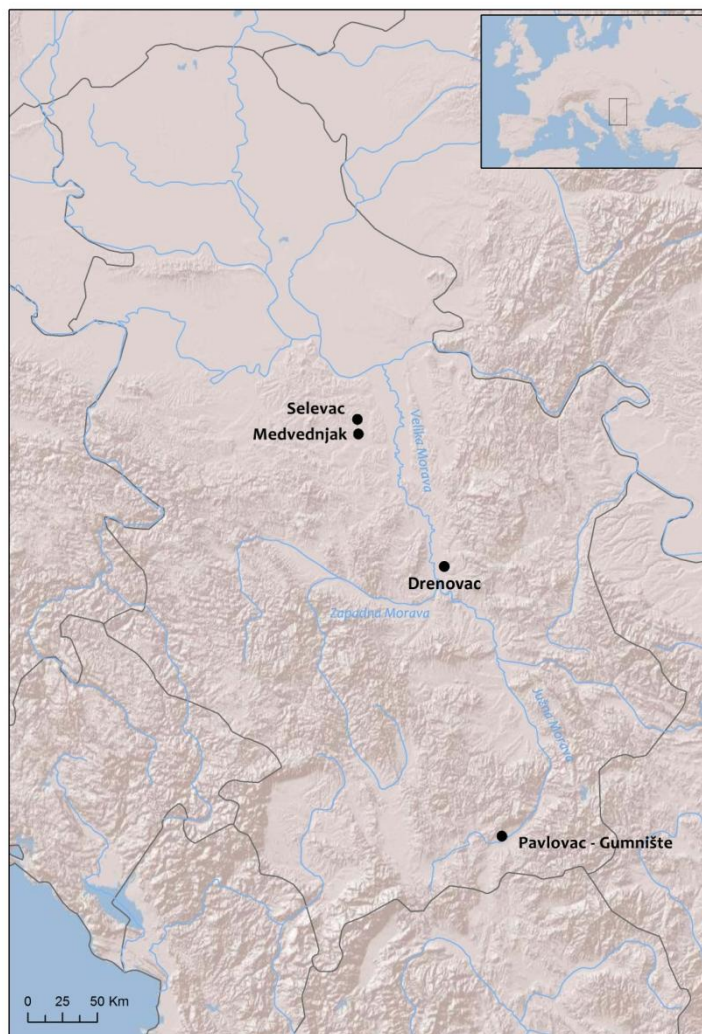 Selevac
Medvednjak
Velika Morava
Drenovac
Zapadna Morava
Južna Morava
Pavlovac - Gumnište
0 25 50 Km